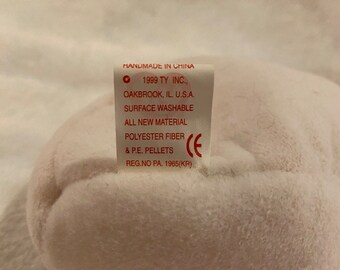 HANDMADE IN CHINA
© 1999 TY INC.,
OAKBROOK, IL. U.S.A.
SURFACE WASHABLE
ALL NEW MATERIAL
POLYESTER FIBER
& P.E. PELLETS CE
REG.NO PA. 1965(KR)